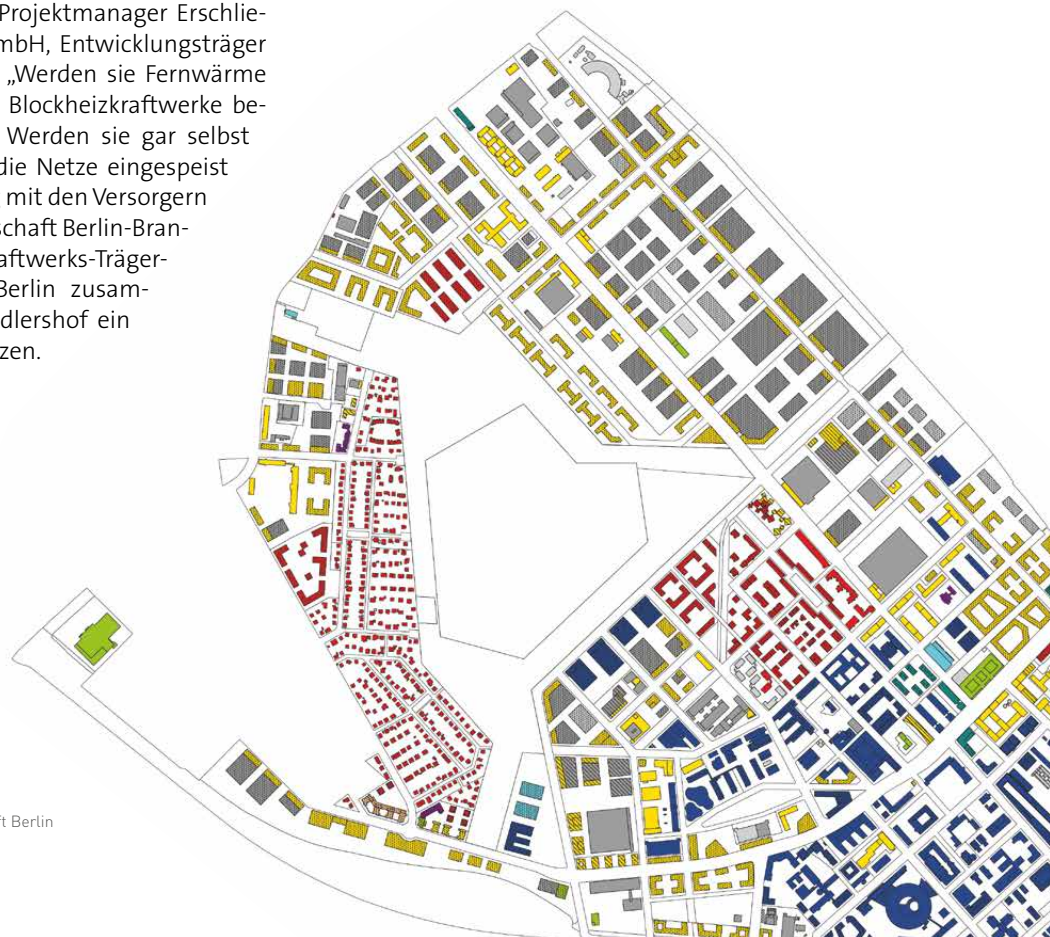 Projektmanager Erschlie-
mbH, Entwicklungsträger
„Werden sie Fernwärme
Blockheizkraftwerke be-
Werden sie gar selbst
die Netze eingespeist
mit den Versorgern
schaft Berlin-Bran-
aftwerks-Träger-
Berlin zusam-
dlershof ein
zen.
ft Berlin